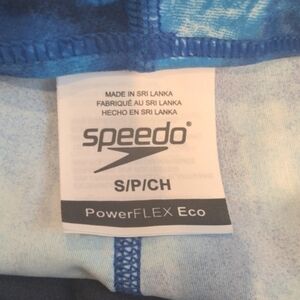 MADE IN SRI LANKA
FABRIQUÉ AU SRI LANKA
HECHO EN SRI LANKA
speedo
S/P/CH
PowerFLEX Eco